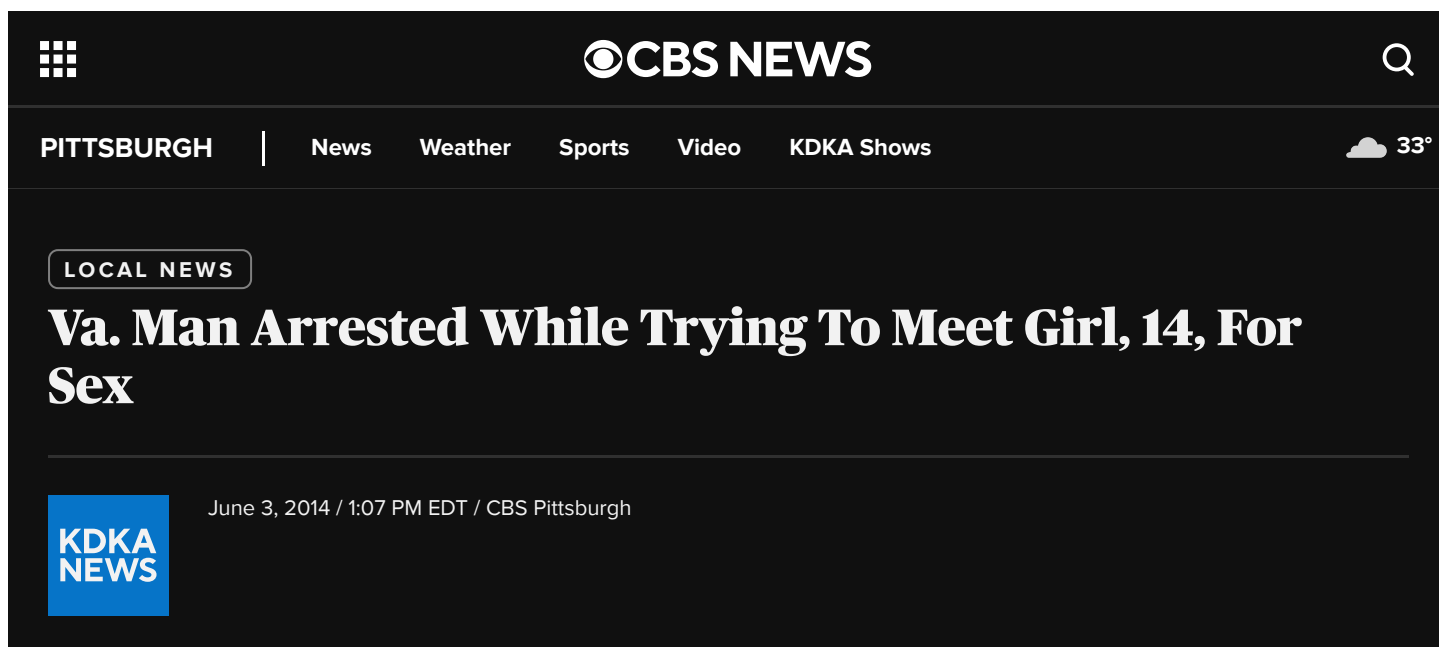 CBS NEWS
PITTSBURGH News Weather Sports Video KDKA Shows 33°
LOCAL NEWS
Va. Man Arrested While Trying To Meet Girl, 14, For
Sex
June 3, 2014 / 1:07 PM EDT / CBS Pittsburgh
KDKA
NEWS